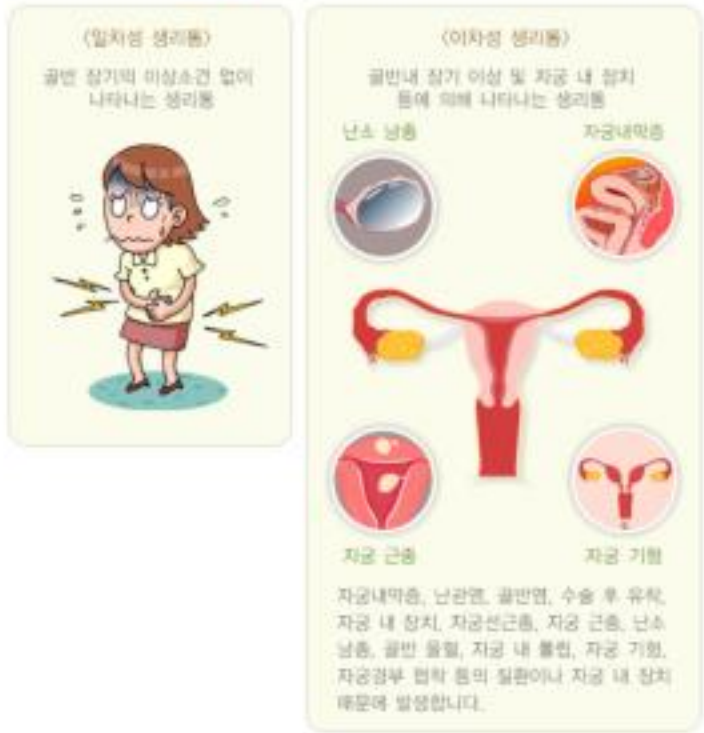 <일차성 생리통>
골반 장기의 이상소견 없이
나타나는 생리통
<이차성 생리통>
골반내 장기 이상 및 자궁 내 장치
등에 의해 나타나는 생리통
난소 낭종
자궁내막증
자궁 근종
자궁 기형
자궁내막증, 난관염, 골반염, 수술 후 유착,
자궁 내 장치, 자궁선근종, 자궁 근종, 난소
낭종, 골반 울혈, 자궁 내 폴립, 자궁 기형,
자궁경부 협착 등의 질환이나 자궁 내 장치
때문에 발생합니다.